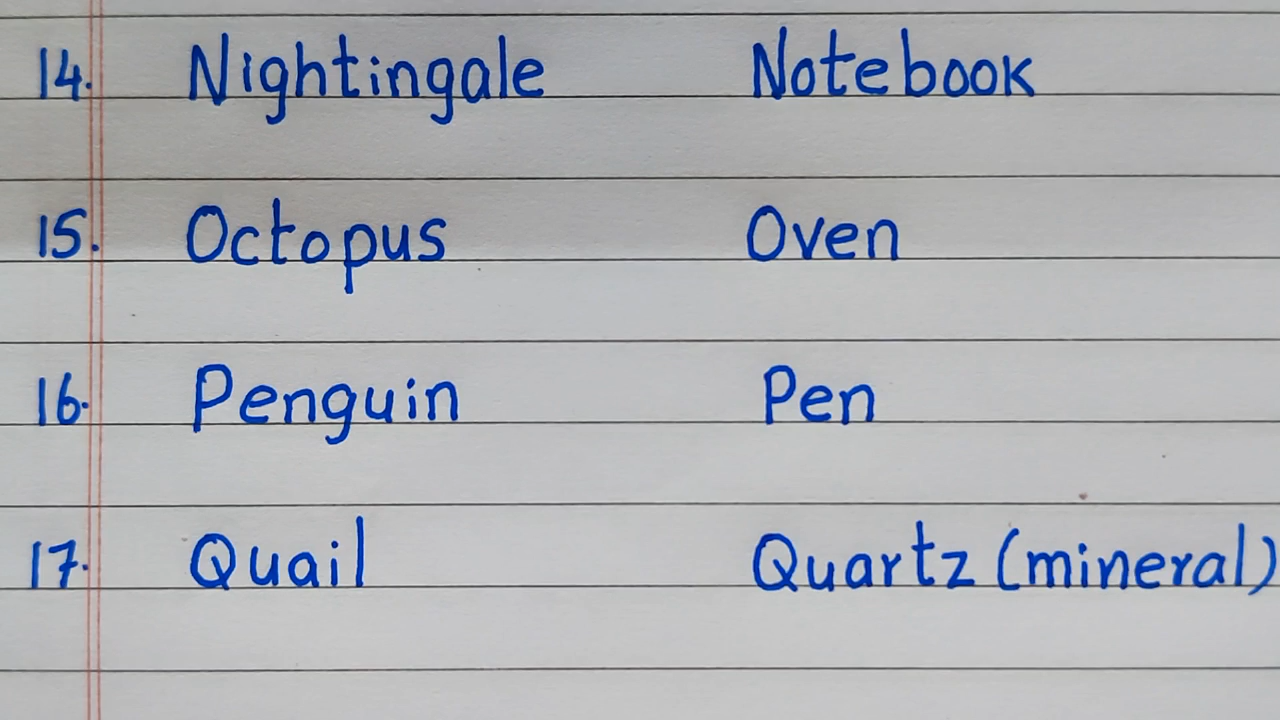 14. Nightingale Notebook
15. Octopus Oven
16. Penguin Pen
17. Quail Quartz (mineral)